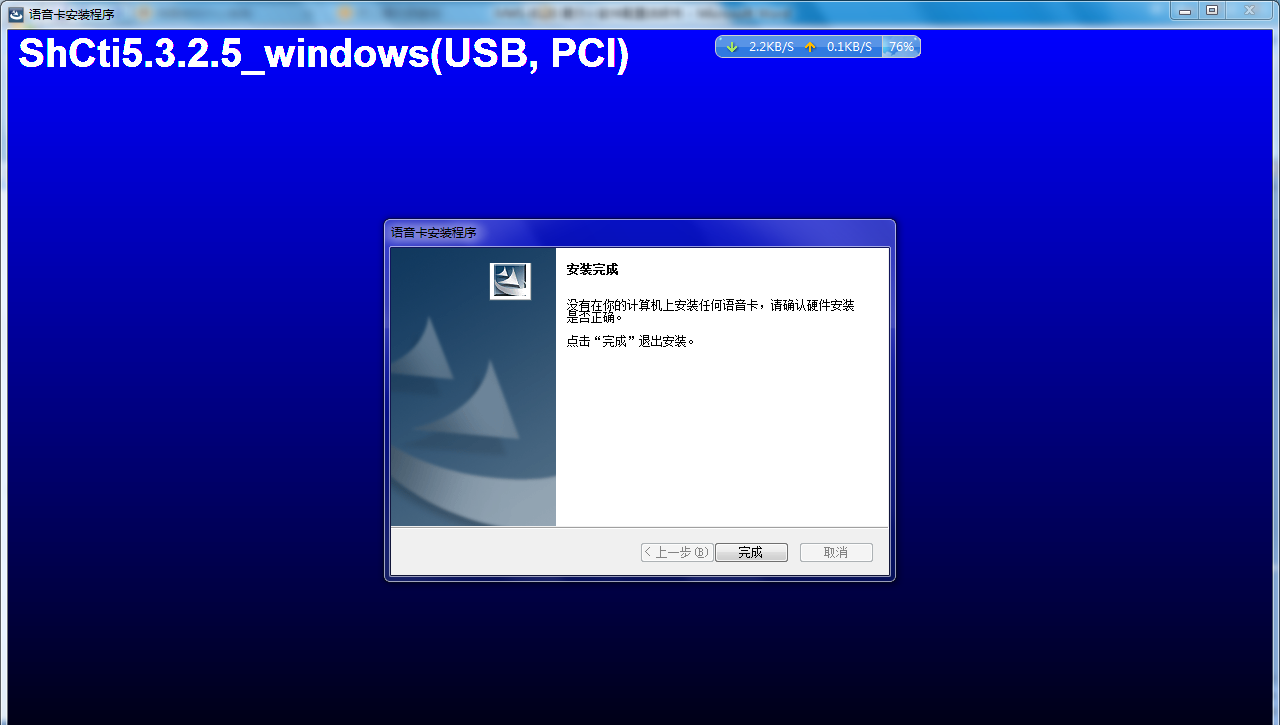 语音卡安装程序
ShCti5.3.2.5_windows(USB, PCI)
2.2KB/S 0.1KB/S 76%
语音卡安装程序
安装完成
没有在你的计算机上安装任何语音卡，请确认硬件安装
是否正确。
点击“完成”退出安装。
< 上一步(B) 完成 取消